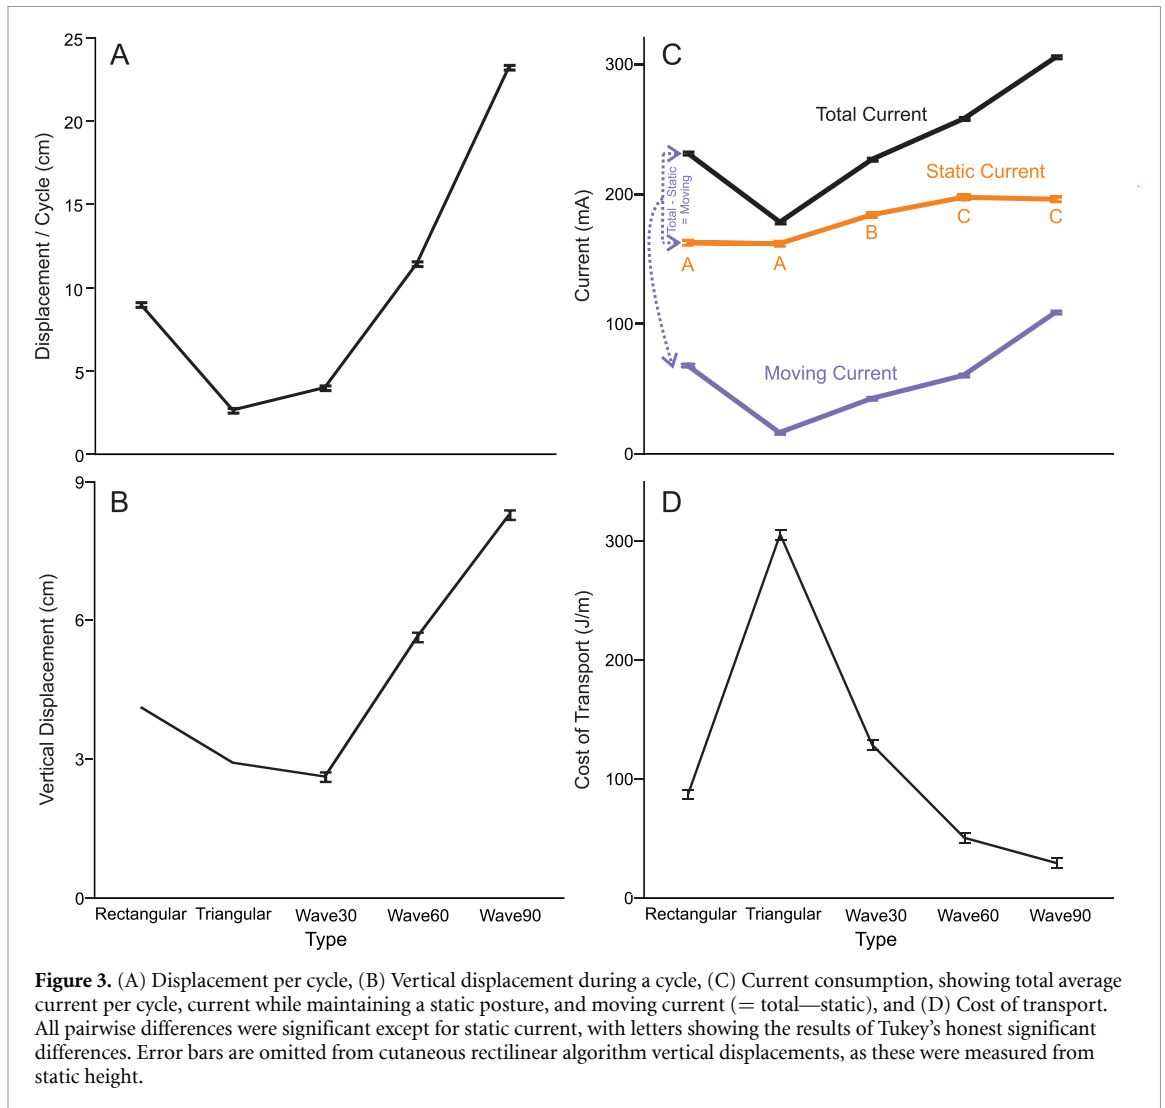 A
25
20
15
10
5
0
Displacement / Cycle (cm)
C
300
200
100
0
Current (mA)
Total Current
Static Current
Moving Current
Total - Static
= Moving
A
A
B
C
C
B
9
6
3
0
Vertical Displacement (cm)
Rectangular Triangular Wave30 Wave60 Wave90
Type
D
300
200
100
0
Cost of Transport (J/m)
Rectangular Triangular Wave30 Wave60 Wave90
Type
Figure 3. (A) Displacement per cycle, (B) Vertical displacement during a cycle, (C) Current consumption, showing total average
current per cycle, current while maintaining a static posture, and moving current (= total—static), and (D) Cost of transport.
All pairwise differences were significant except for static current, with letters showing the results of Tukey's honest significant
differences. Error bars are omitted from cutaneous rectilinear algorithm vertical displacements, as these were measured from
static height.